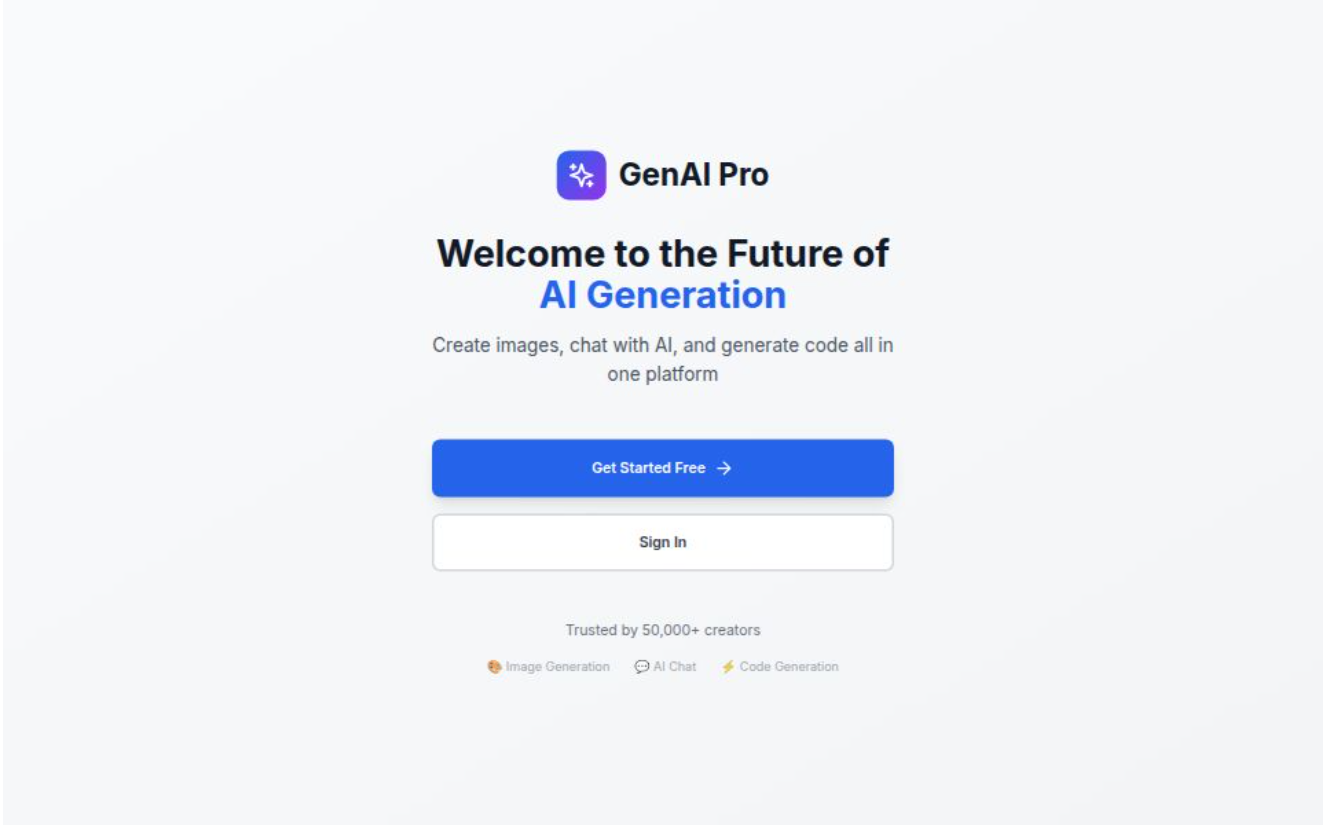 GenAI Pro
Welcome to the Future of
AI Generation
Create images, chat with AI, and generate code all in
one platform
Get Started Free →
Sign In
Trusted by 50,000+ creators
🎨 Image Generation 💬 AI Chat ⚡ Code Generation